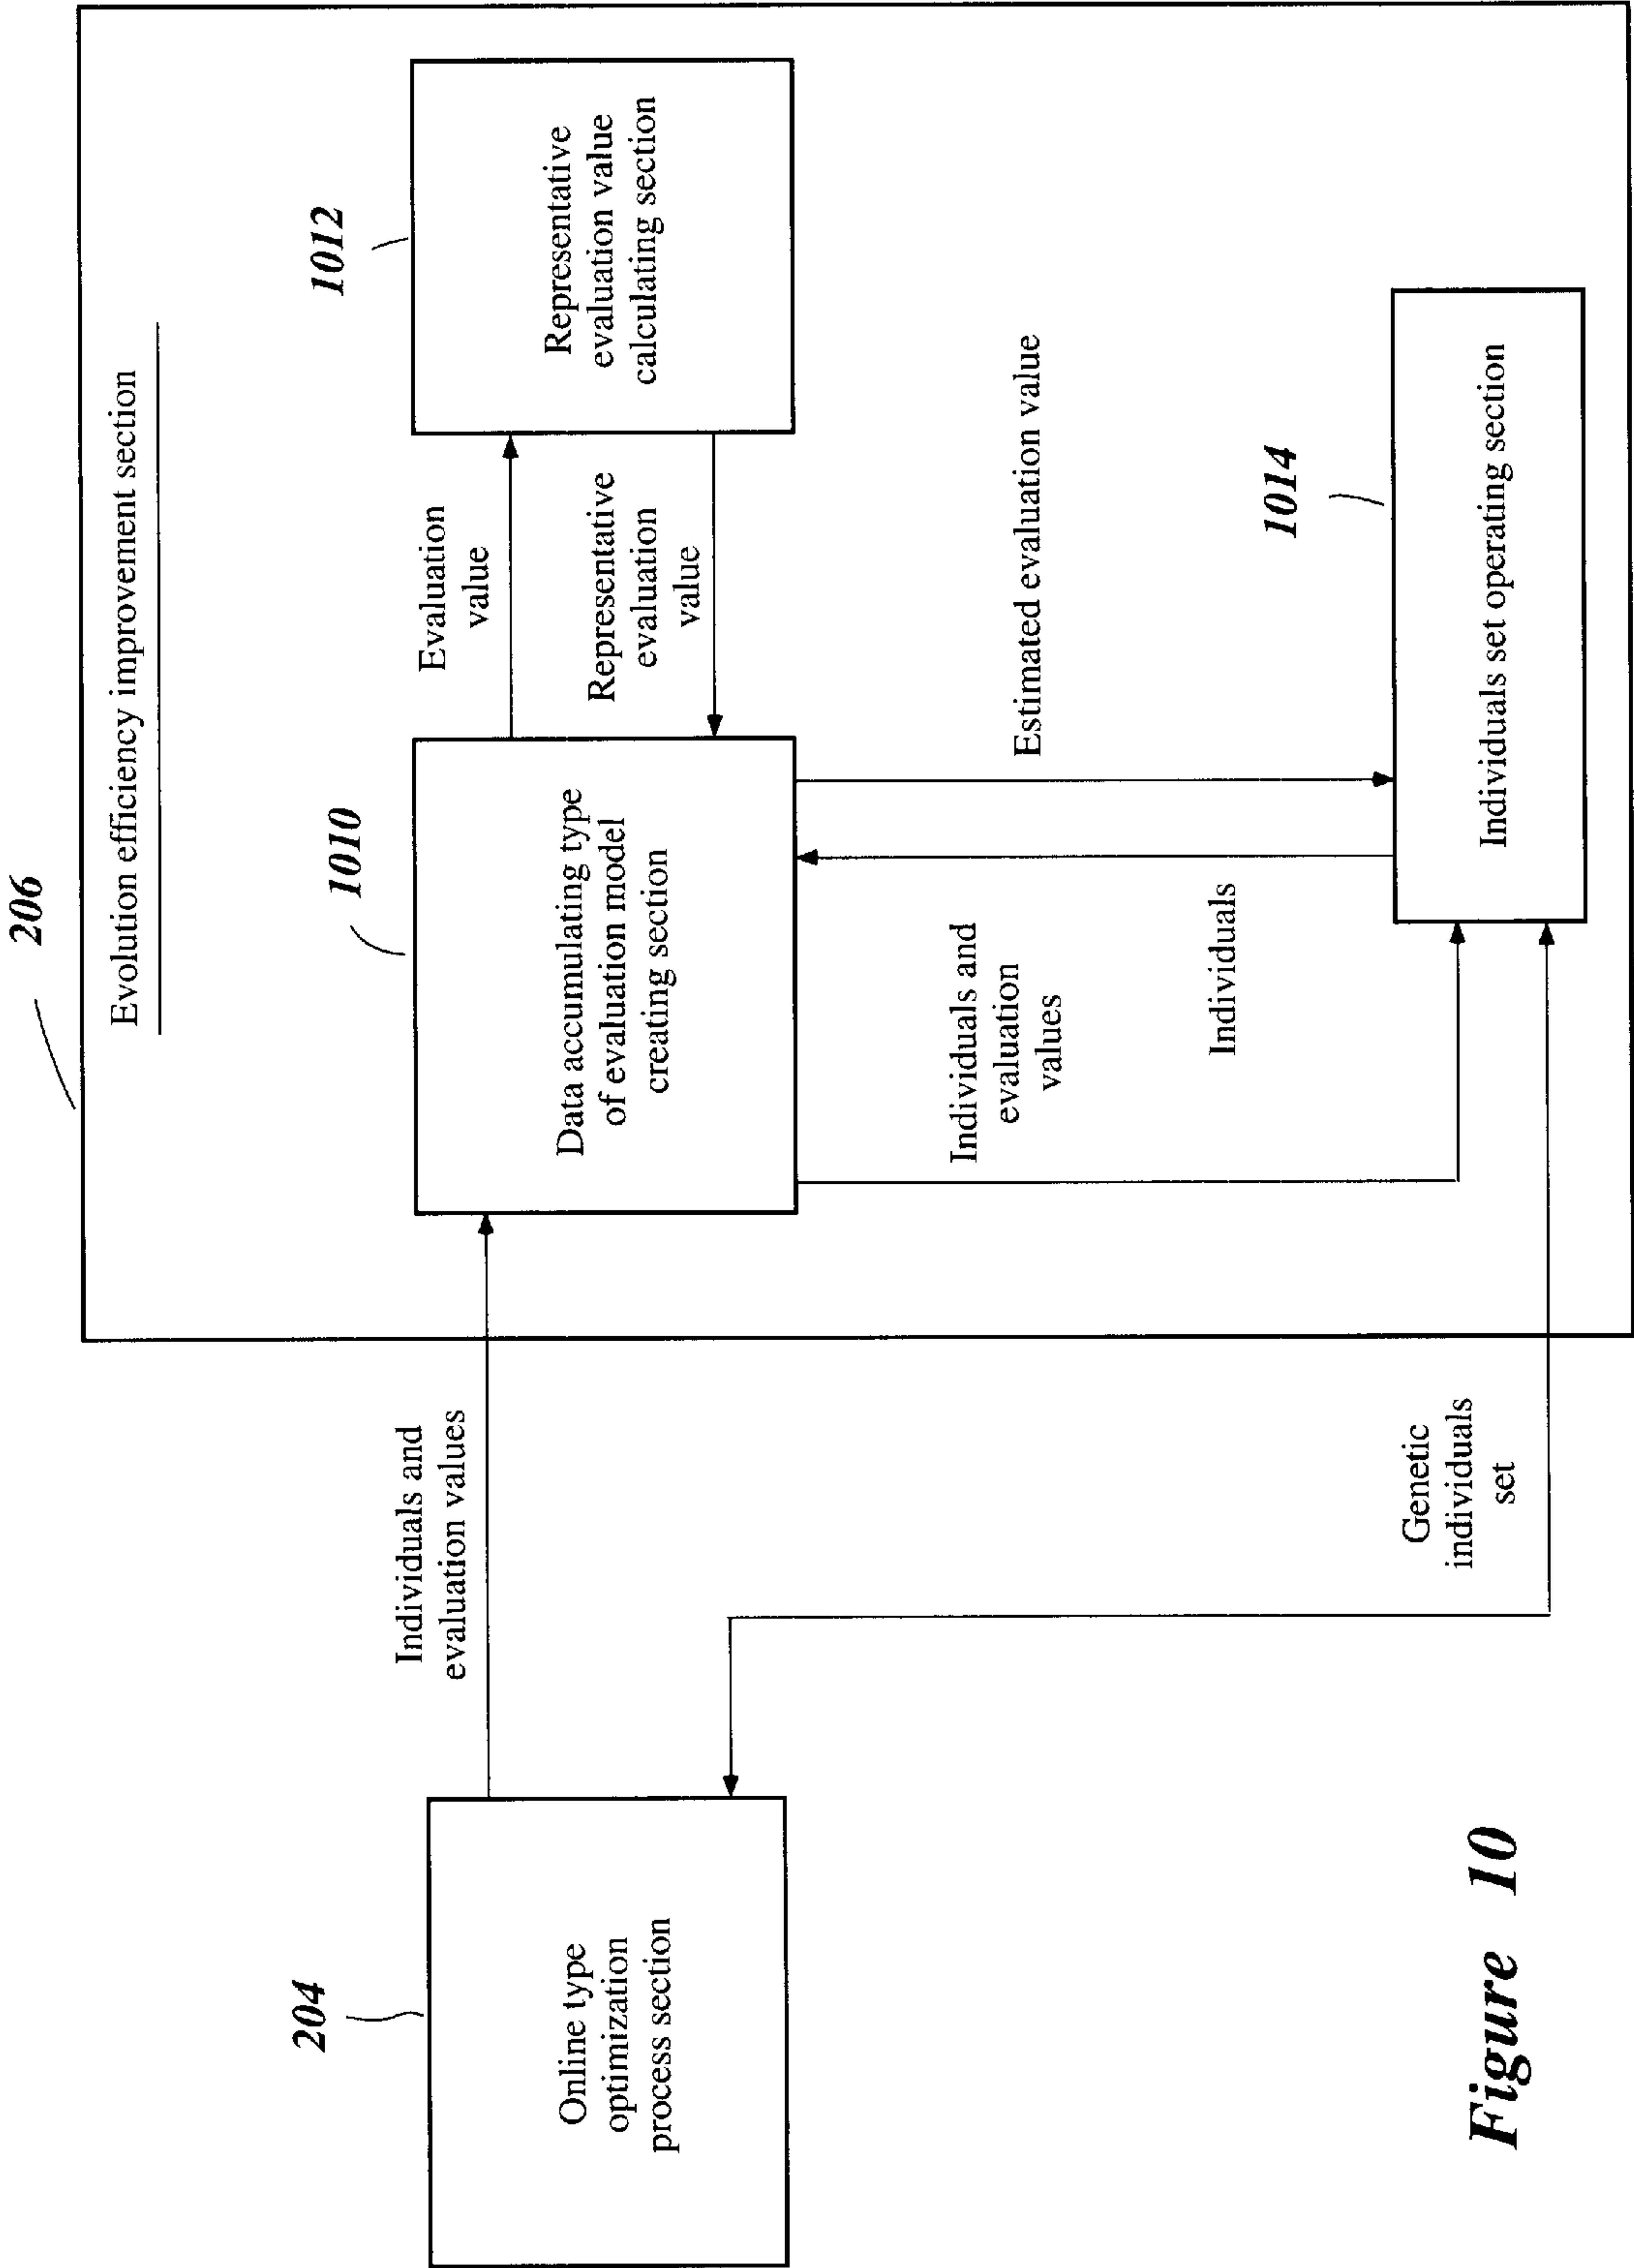 206
Evolution efficiency improvement section
204
Online type
optimization
process section
Individuals and
evaluation values
1010
Data accumulating type
of evaluation model
creating section
Evaluation
value
Representative
evaluation
value
1012
Representative
evaluation value
calculating section
Individuals and
evaluation
values
Individuals
Estimated evaluation value
1014
Individuals set operating section
Genetic
individuals
set
Figure 10